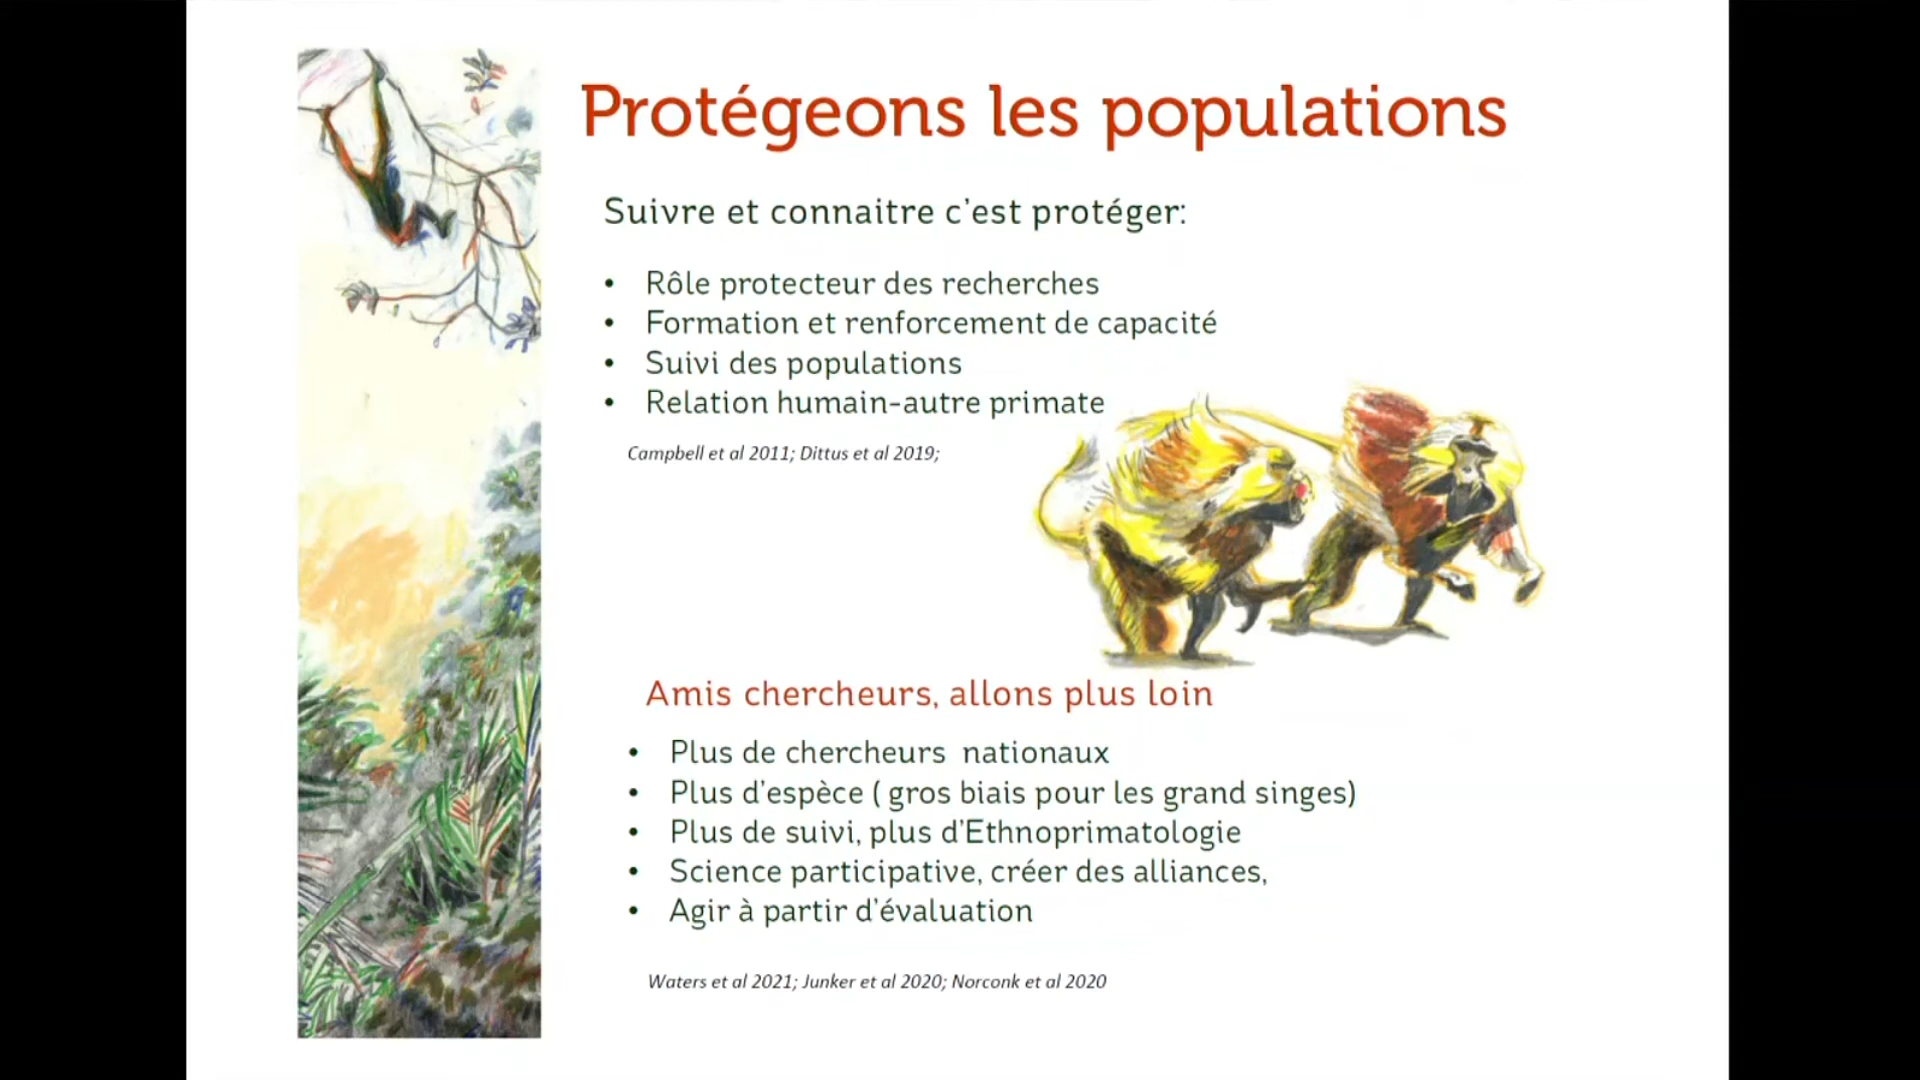 Protégeons les populations
Suivre et connaitre c'est protéger:
• Rôle protecteur des recherches
• Formation et renforcement de capacité
• Suivi des populations
• Relation humain-autre primate
Campbell et al 2011; Dittus et al 2019;
Amis chercheurs, allons plus loin
• Plus de chercheurs  nationaux
• Plus d'espèce ( gros biais pour les grand singes)
• Plus de suivi, plus d'Ethnoprimatologie
• Science participative, créer des alliances,
• Agir à partir d'évaluation
Waters et al 2021; Junker et al 2020; Norconk et al 2020